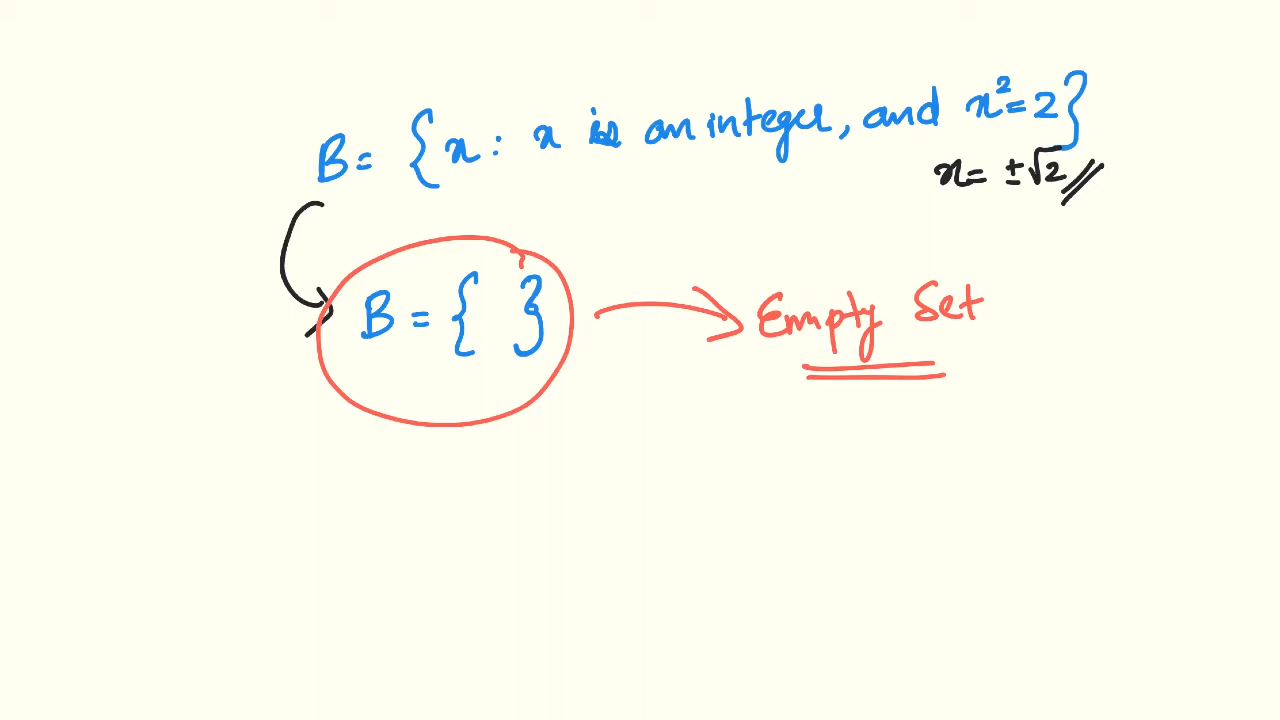 B = {x : x is an integer, and x² = 2}
x = ±√2
B = { }
Empty Set